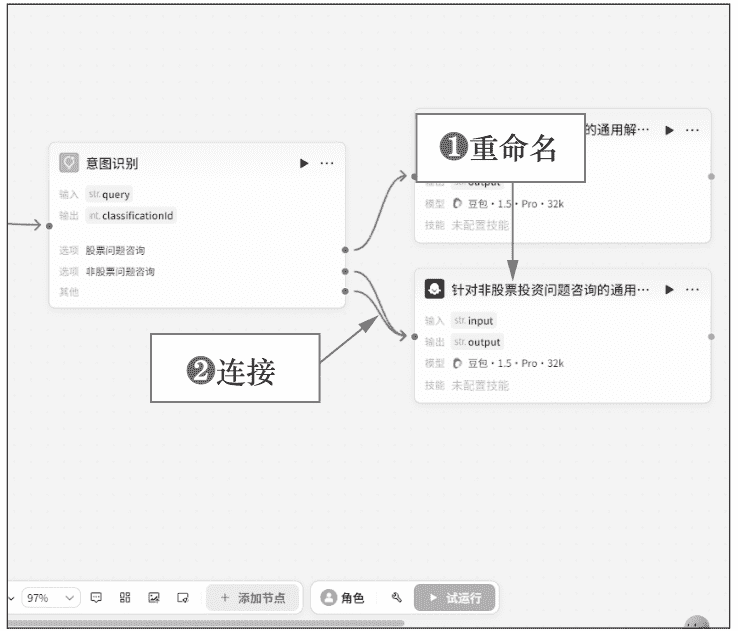 的通用解…
❶重命名
意图识别
输入 str. query
输出 int. classificationId
选项 股票问题咨询
选项 非股票问题咨询
其他
输出 str. output
模型 豆包·1.5·Pro·32k
技能 未配置技能
针对非股票投资问题咨询的通用…
输入 str. input
输出 str. output
模型 豆包·1.5·Pro·32k
技能 未配置技能
❷连接
97%
+ 添加节点
角色
试运行